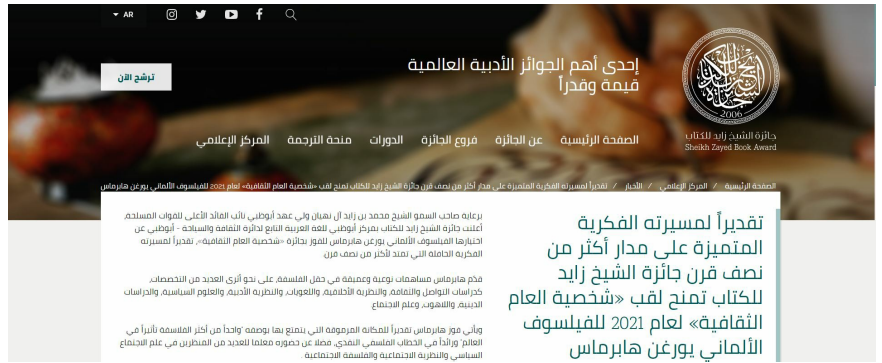 AR
إحدى أهم الجوائز الأدبية العالمية
قيمة وقدراً
ترشح الآن
2006
جائزة الشيخ زايد للكتاب
Sheikh Zayed Book Award
الصفحة الرئيسية عن الجائزة فروع الجائزة الدورات منحة الترجمة المركز الإعلامي
الصفحة الرئيسية / المركز الإعلامي / الأخبار / تقديراً لمسيرته الفكرية المتميزة على مدار أكثر من نصف قرن جائزة الشيخ زايد للكتاب تمنح لقب «شخصية العام الثقافية» لعام 2021 للفيلسوف الألماني يورغن هابرماس
تقديراً لمسيرته الفكرية
المتميزة على مدار أكثر من
نصف قرن جائزة الشيخ زايد
للكتاب تمنح لقب «شخصية العام
الثقافية» لعام 2021 للفيلسوف
الألماني يورغن هابرماس
برعاية صاحب السمو الشيخ محمد بن زايد آل نهيان ولي عهد أبوظبي نائب القائد الأعلى للقوات المسلحة،
أعلنت جائزة الشيخ زايد للكتاب بمركز أبوظبي للغة العربية التابع لدائرة الثقافة والسياحة - أبوظبي عن
اختيارها الفيلسوف الألماني يورغن هابرماس للفوز بجائزة «شخصية العام الثقافية»، تقديراً لمسيرته
الفكرية الحافلة التي تمتد لأكثر من نصف قرن
قدّم هابرماس مساهمات نوعية وعميقة في حقل الفلسفة، على نحو أثرى العديد من التخصصات،
كدراسات التواصل والثقافة، والنظرية الأخلاقية، واللغويات، والنظرية الأدبية، والعلوم السياسية، والدراسات
الدينية، واللاهوت، وعلم الاجتماع.
ويأتي فوز هابرماس تقديراً للمكانة المرموقة التي يتمتع بها بوصفه "واحداً من أكثر الفلاسفة تأثيراً في
العالم" ورائداً في الخطاب الفلسفي النقدي، فضلا عن حضوره معلما للعديد من المنظرين في علم الاجتماع
السياسي والنظرية الاجتماعية والفلسفة الاجتماعية .